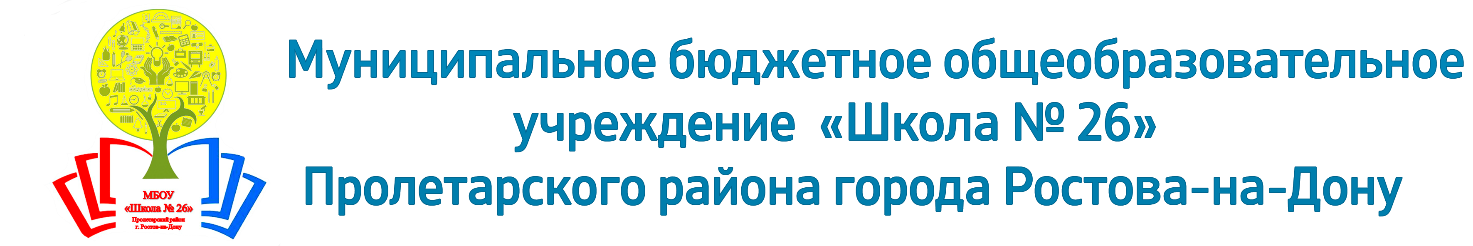 Муниципальное бюджетное общеобразовательное
учреждение «Школа № 26»
Пролетарского района города Ростова-на-Дону
МБОУ
«Школа № 26»
Пролетарский район
г. Ростов-на-Дону